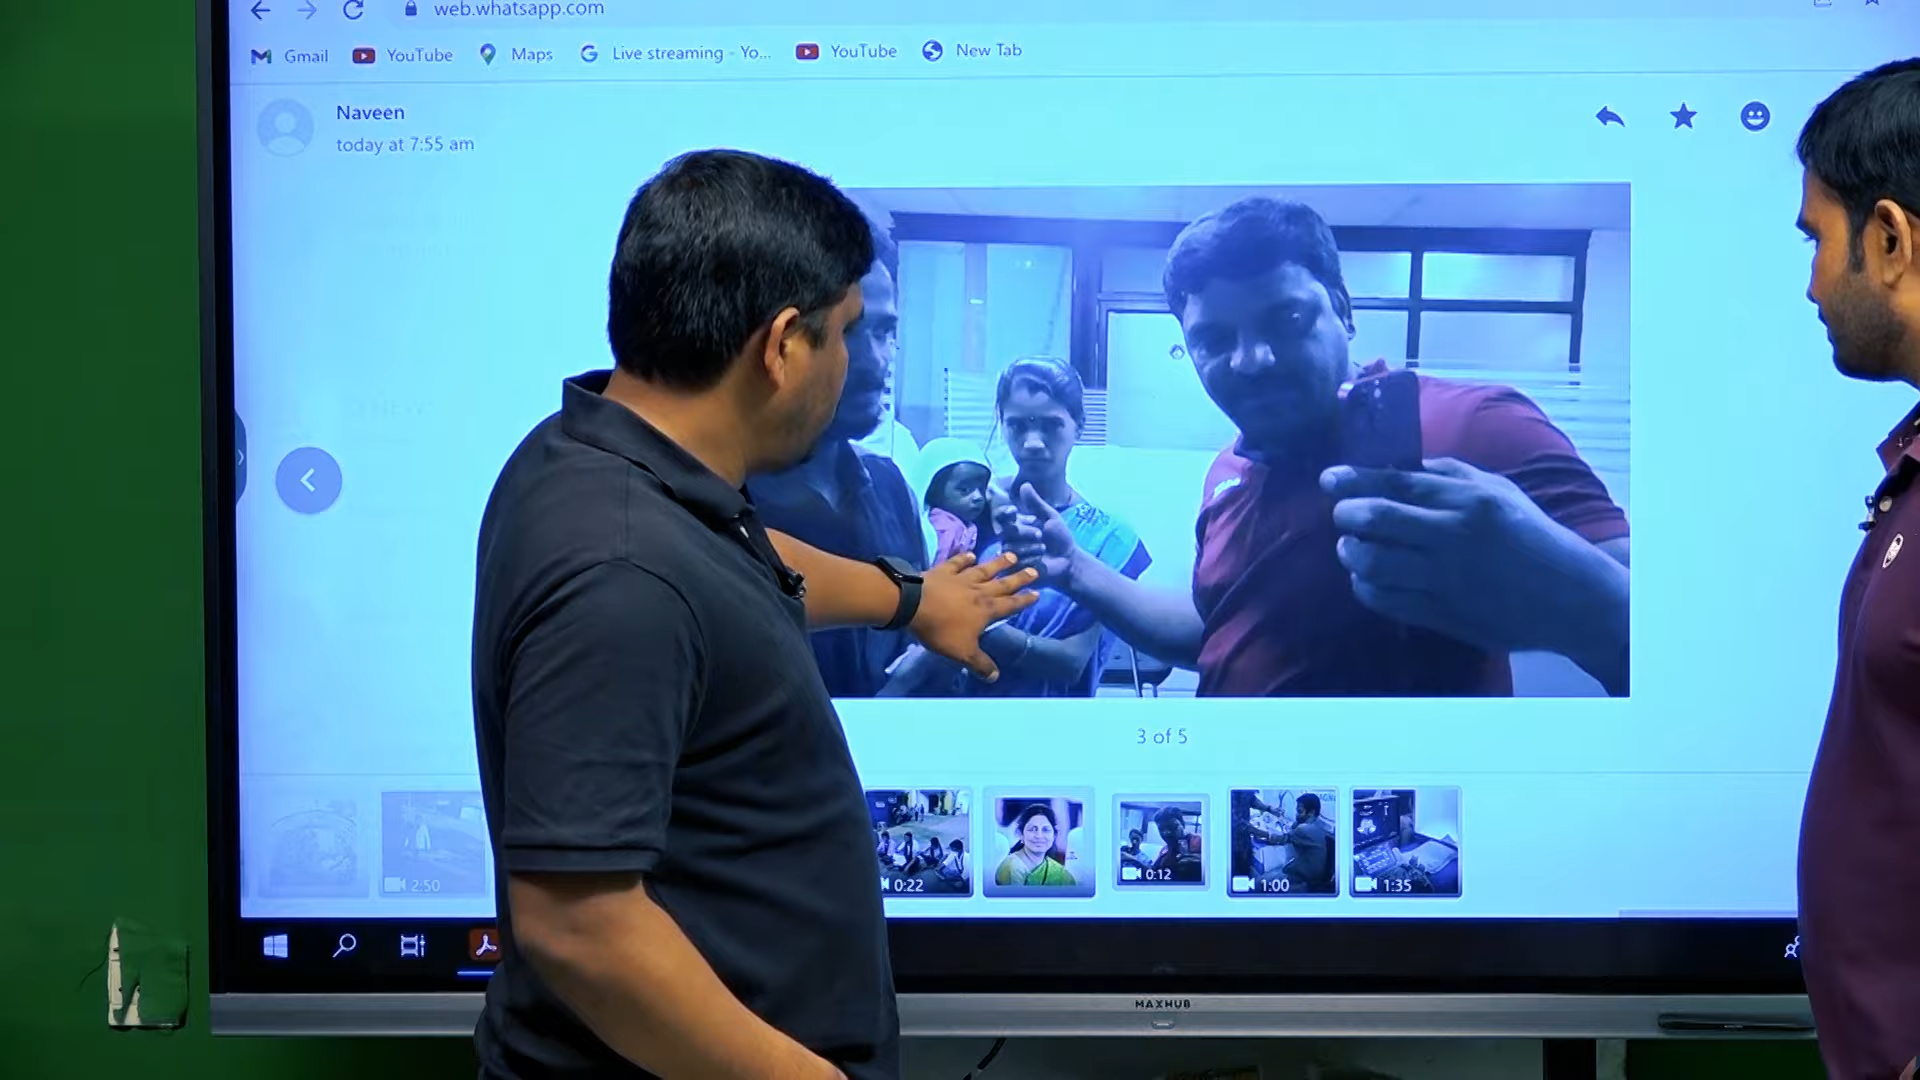 web.whatsapp.com
Gmail YouTube Maps Live streaming - Yo... YouTube New Tab
Naveen
today at 7:55 am
3 of 5
2:50 0:22 0:12 1:00 1:35
MAXHUB